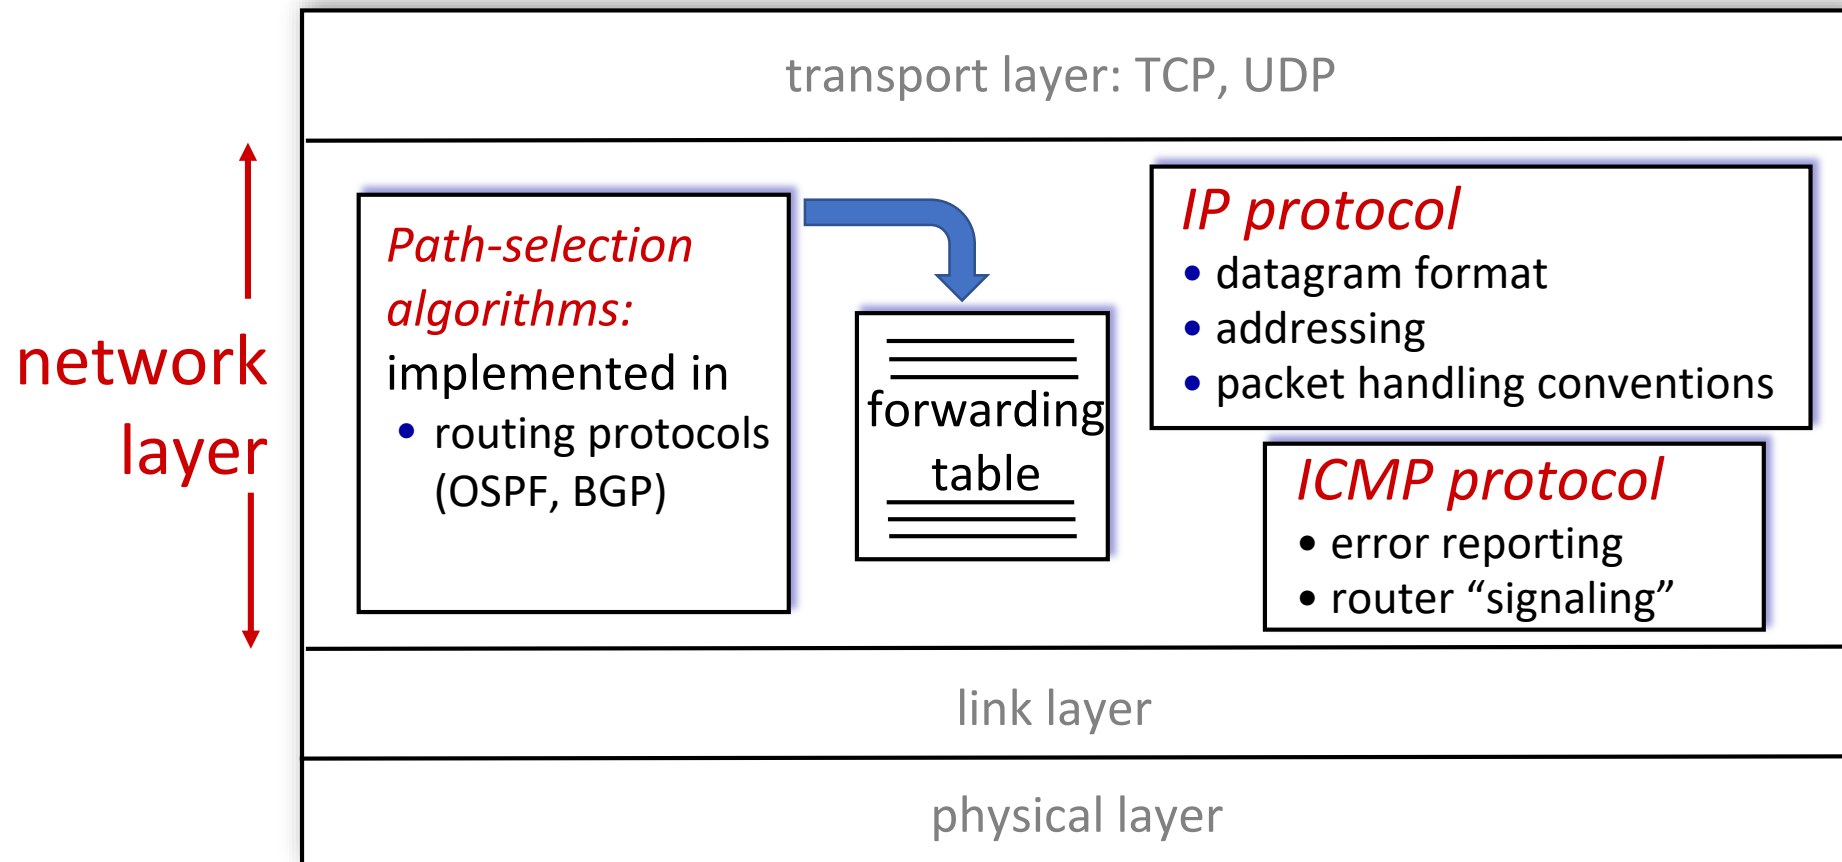 transport layer: TCP, UDP
network
layer
Path-selection
algorithms:
implemented in
• routing protocols
(OSPF, BGP)
forwarding
table
IP protocol
• datagram format
• addressing
• packet handling conventions
ICMP protocol
• error reporting
• router “signaling”
link layer
physical layer